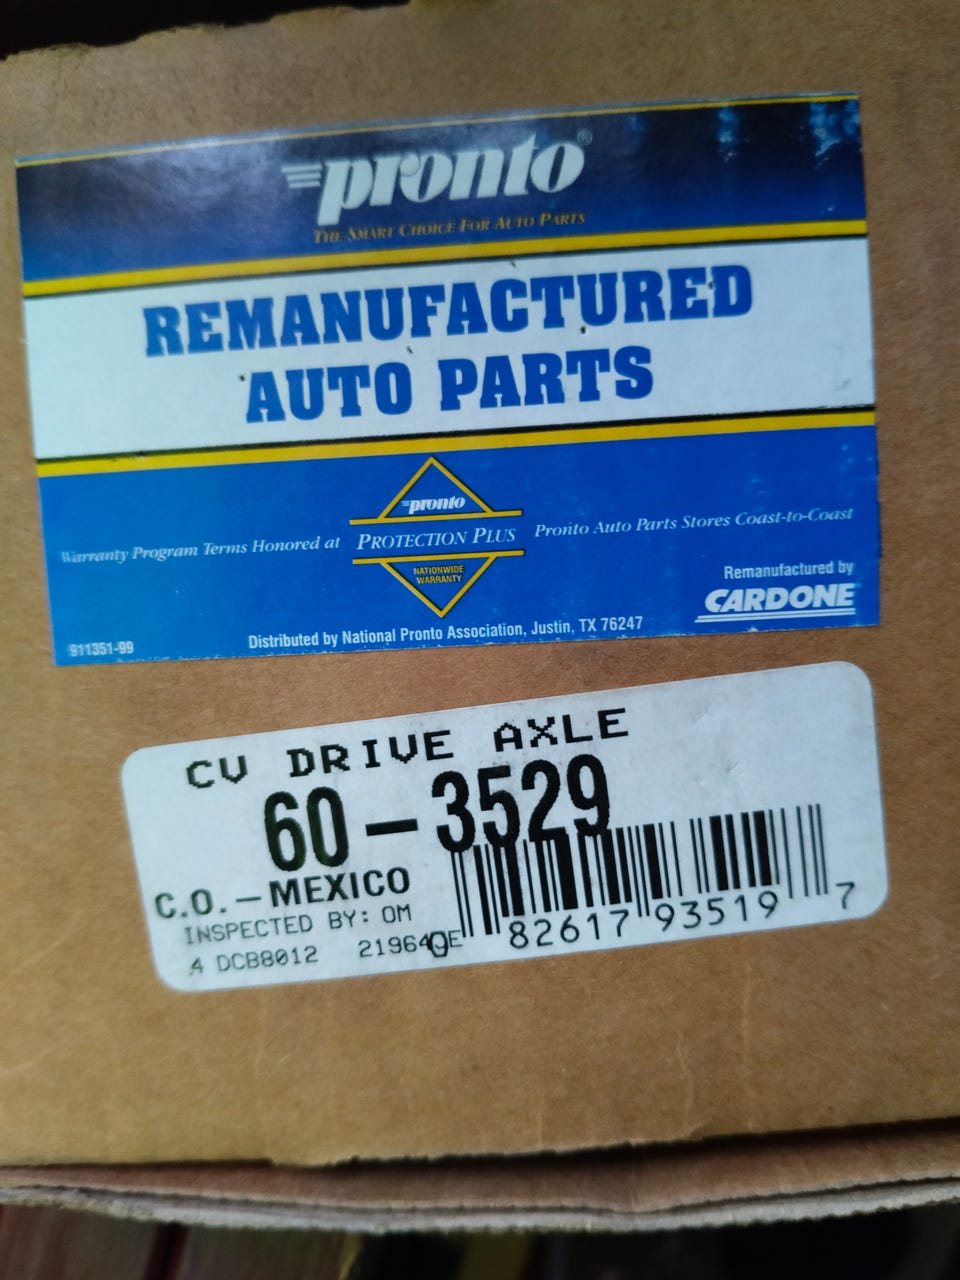 pronto®
THE SMART CHOICE FOR AUTO PARTS
REMANUFACTURED
AUTO PARTS
pronto
Warranty Program Terms Honored at PROTECTION PLUS Pronto Auto Parts Stores Coast-to-Coast
NATIONWIDE
WARRANTY
Remanufactured by
CARDONE
911351-99
Distributed by National Pronto Association, Justin, TX 76247
CV DRIVE AXLE
60-3529
C.O.-MEXICO
INSPECTED BY: OM
4 DCB8012
0 82617 93519 7